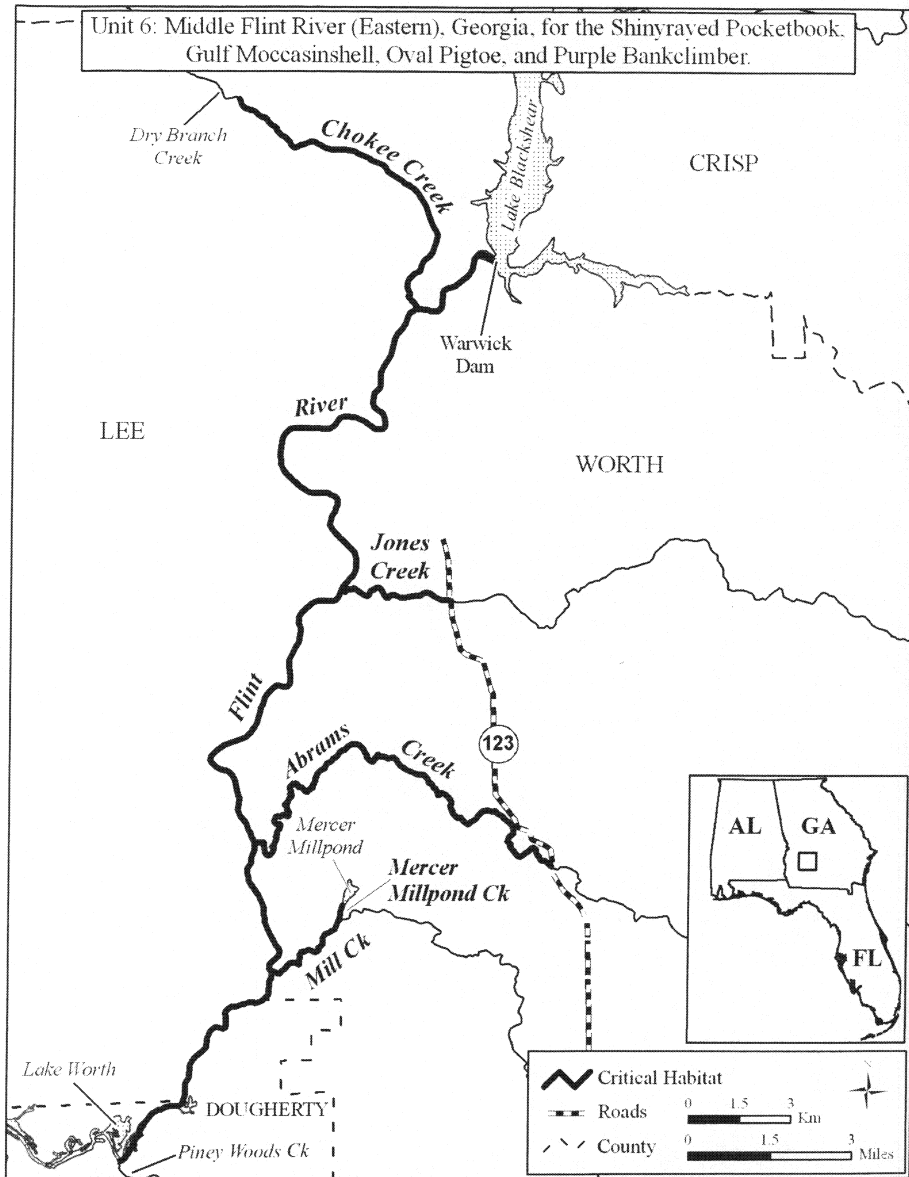 Unit 6: Middle Flint River (Eastern), Georgia, for the Shinyrayed Pocketbook,
Gulf Moccasinshell, Oval Pigtoe, and Purple Bankclimber.
Dry Branch
Creek
Chokee Creek
Lake Blackshear
CRISP
Warwick
Dam
River
LEE
WORTH
Jones
Creek
Flint
123
Abrams
Creek
Mercer
Millpond
Mercer
Millpond Ck
Mill Ck
AL
GA
FL
Lake Worth
DOUGHERTY
Piney Woods Ck
Critical Habitat
Roads
County
N
0 1.5 3
Km
0 1.5 3
Miles